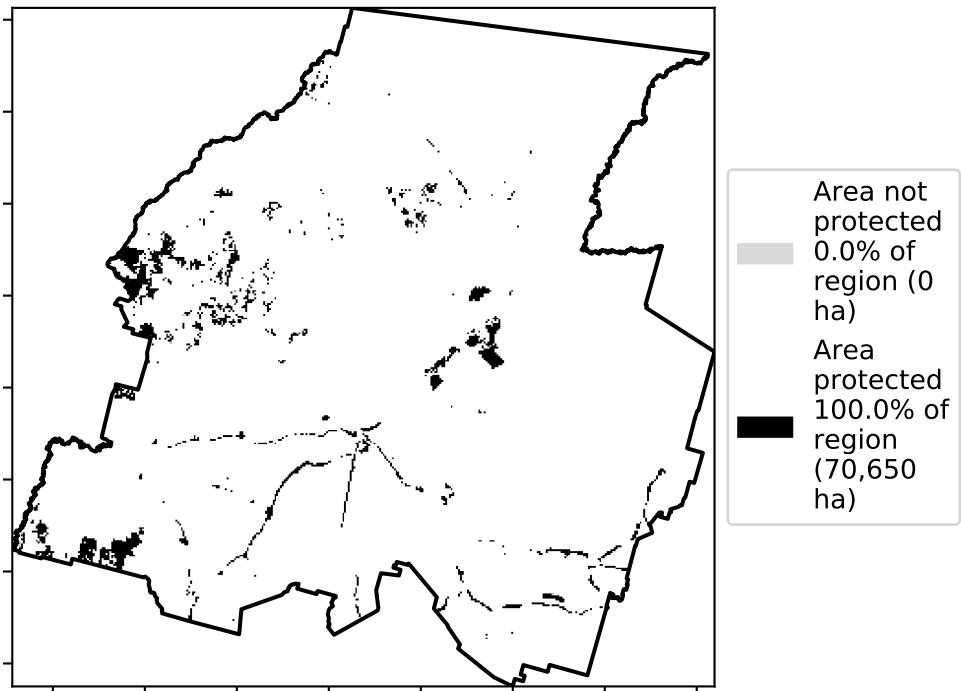 Area not
protected
0.0% of
region (0
ha)
Area
protected
100.0% of
region
(70,650
ha)